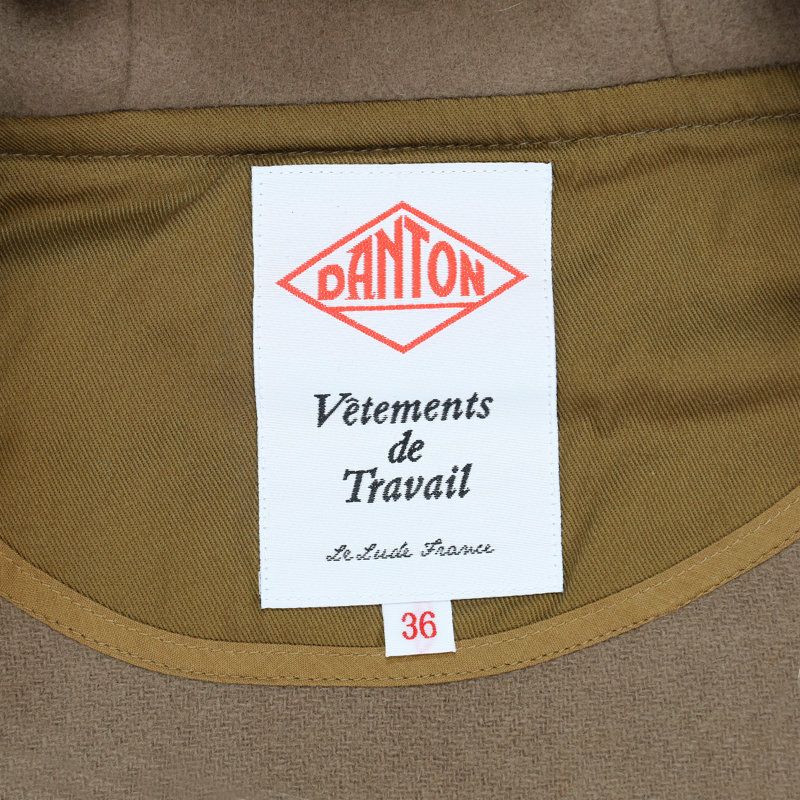 DANTON
Vêtements
de
Travail
Le Lude France
36